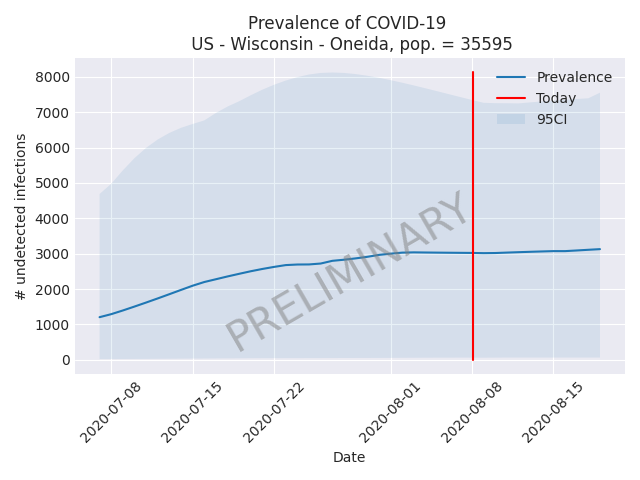 Prevalence of COVID-19
US - Wisconsin - Oneida, pop. = 35595
8000
7000
6000
5000
4000
3000
2000
1000
0
# undetected infections
Prevalence
Today
95CI
PRELIMINARY
2020-07-08
2020-07-15
2020-07-22
2020-08-01
2020-08-08
2020-08-15
Date